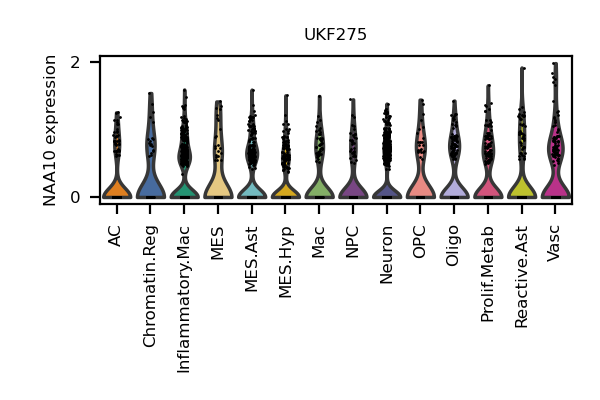 UKF275
NAA10 expression
2
0
AC
Chromatin.Reg
Inflammatory.Mac
MES
MES.Ast
MES.Hyp
Mac
NPC
Neuron
OPC
Oligo
Prolif.Metab
Reactive.Ast
Vasc